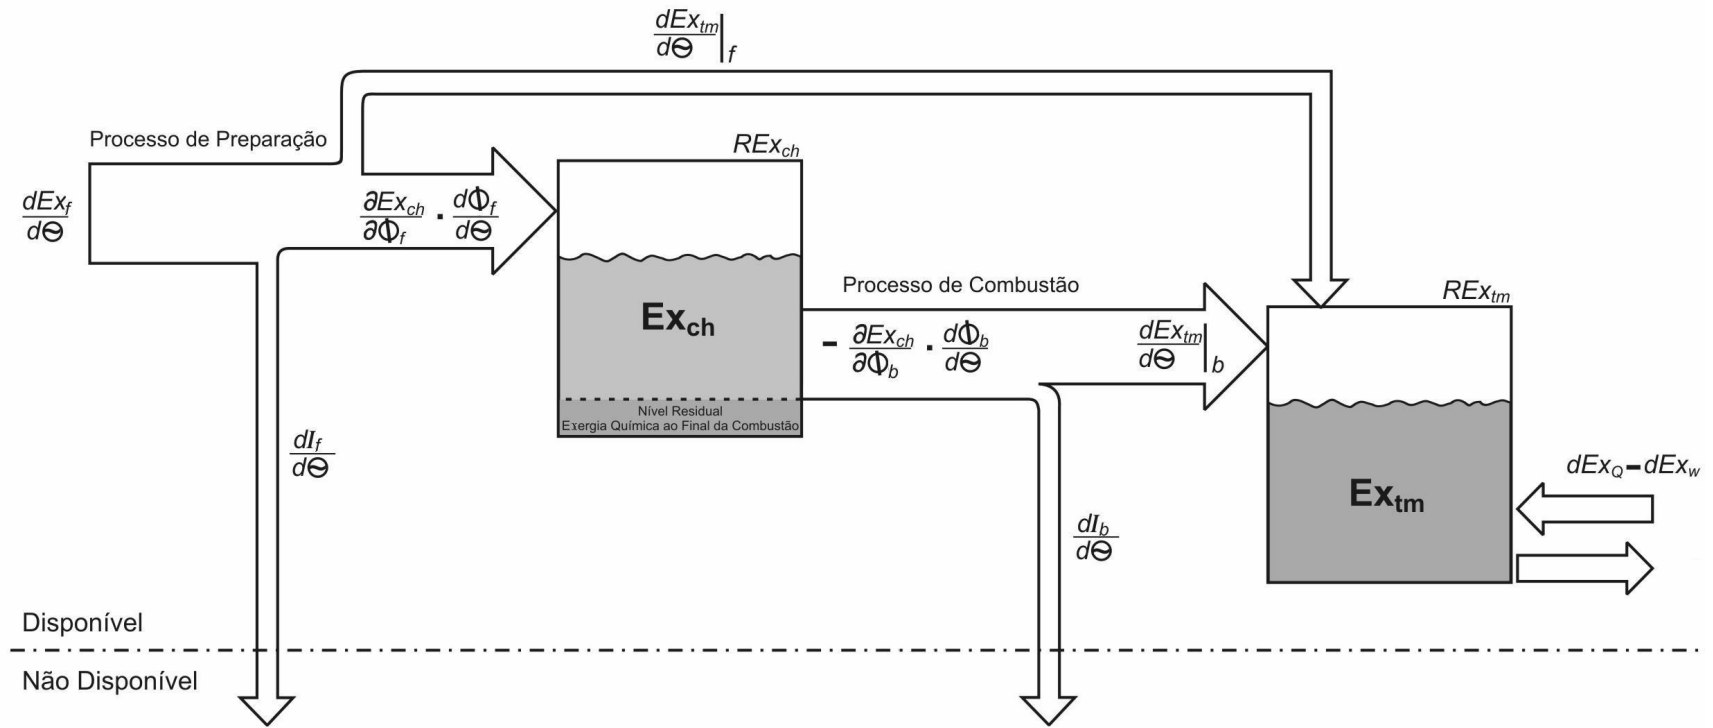 dEx_tm/dΘ|_f
Processo de Preparação
REx_ch
dEx_f/dΘ
∂Ex_ch/∂Φ_f · dΦ_f/dΘ
Processo de Combustão
REx_tm
Ex_ch
- ∂Ex_ch/∂Φ_b · dΦ_b/dΘ
dEx_tm/dΘ|_b
Nível Residual
Exergia Química ao Final da Combustão
dI_f/dΘ
dEx_Q - dEx_w
Ex_tm
dI_b/dΘ
Disponível
Não Disponível